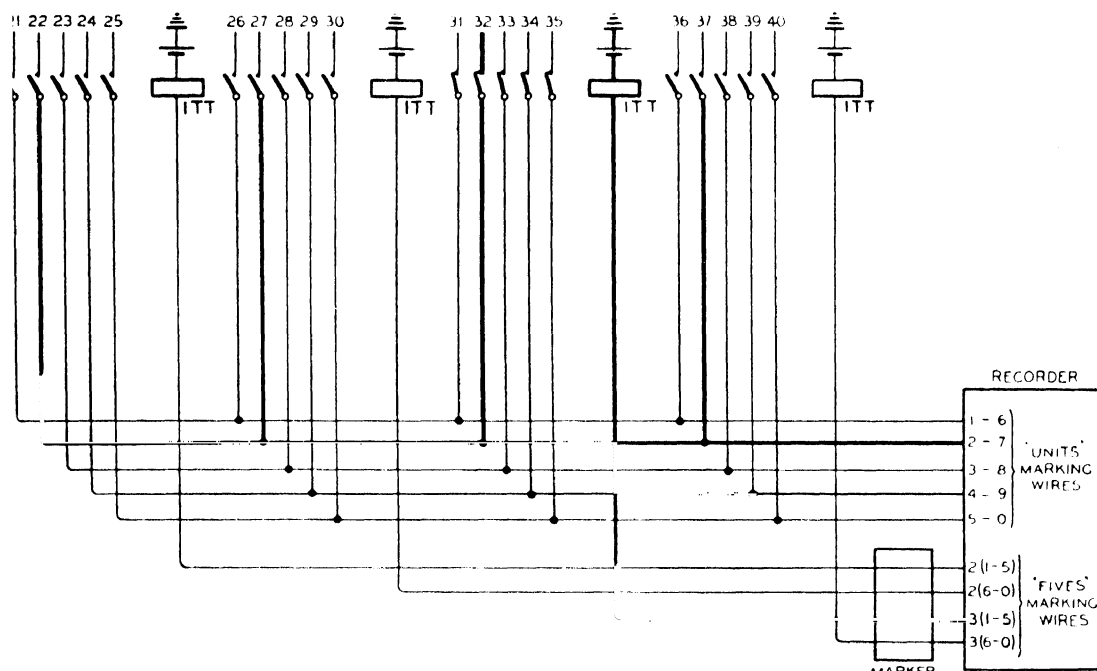 21 22 23 24 25 26 27 28 29 30 31 32 33 34 35 36 37 38 39 40
ITT ITT ITT ITT
RECORDER
1 - 6
2 - 7
3 - 8
4 - 9
5 - 0
'UNITS'
MARKING
WIRES
2(1-5)
2(6-0)
3(1-5)
3(6-0)
'FIVES'
MARKING
WIRES
MARKER